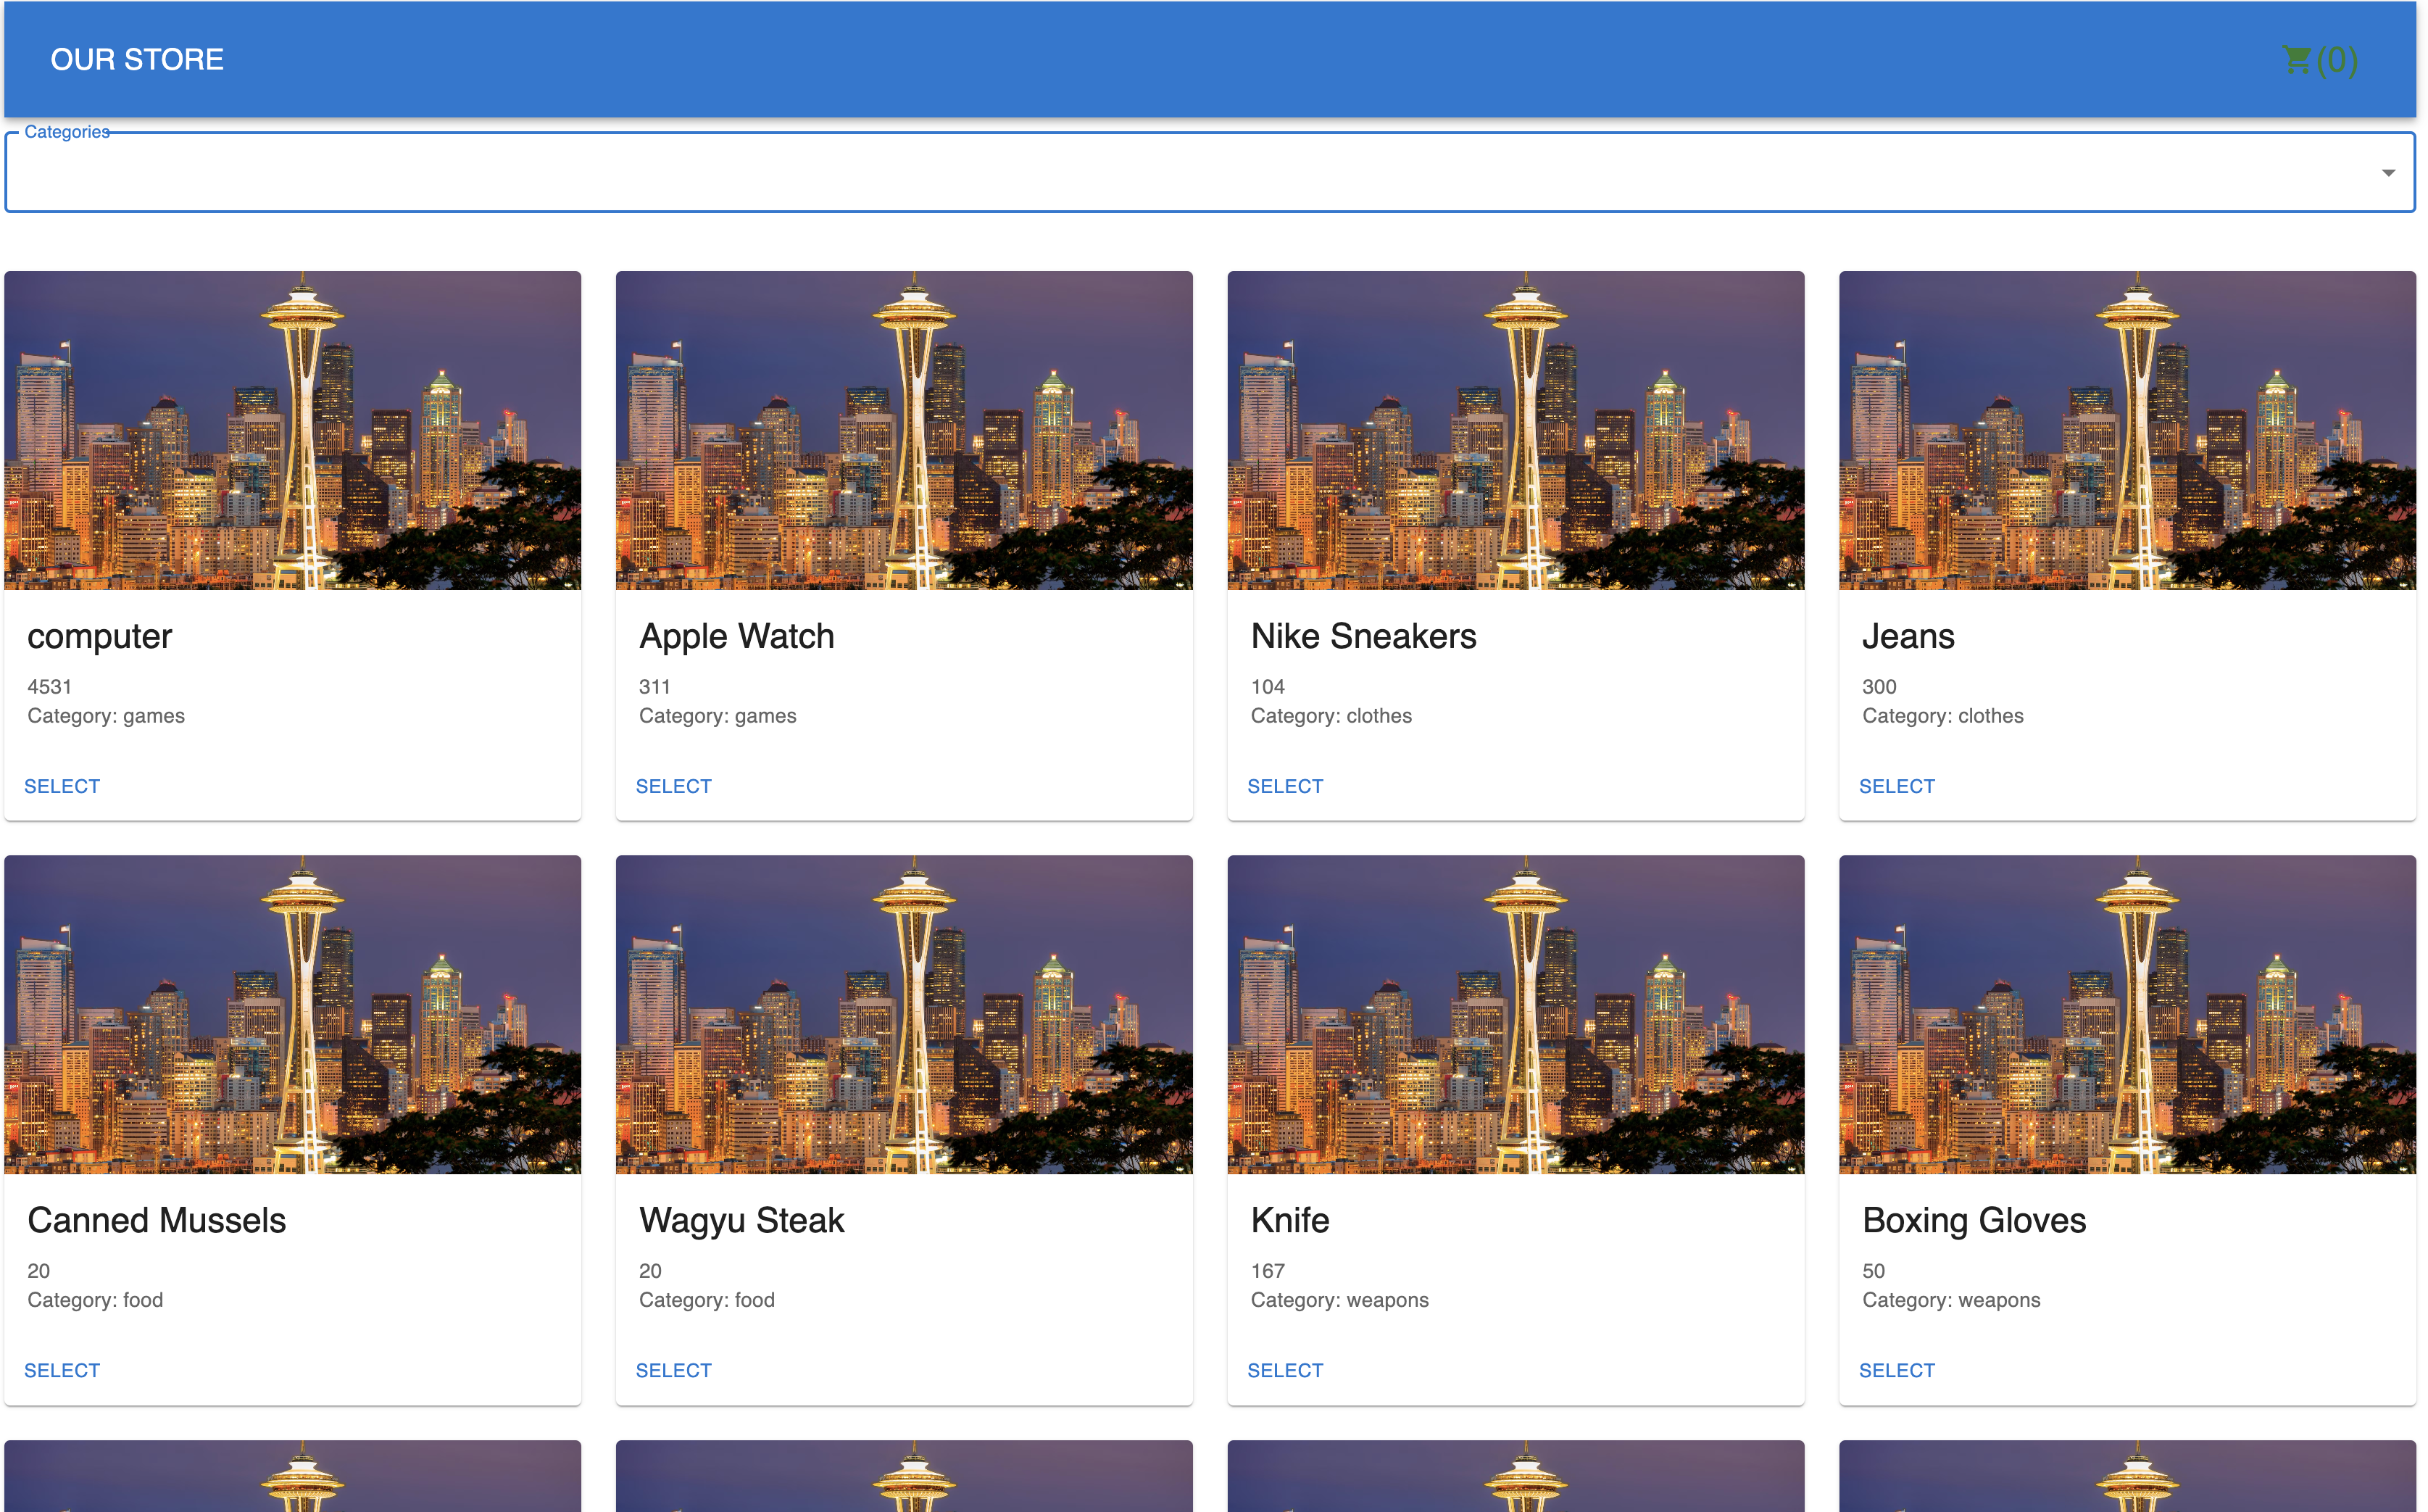 OUR STORE
(0)
Categories
computer
4531
Category: games
SELECT
Apple Watch
311
Category: games
SELECT
Nike Sneakers
104
Category: clothes
SELECT
Jeans
300
Category: clothes
SELECT
Canned Mussels
20
Category: food
SELECT
Wagyu Steak
20
Category: food
SELECT
Knife
167
Category: weapons
SELECT
Boxing Gloves
50
Category: weapons
SELECT